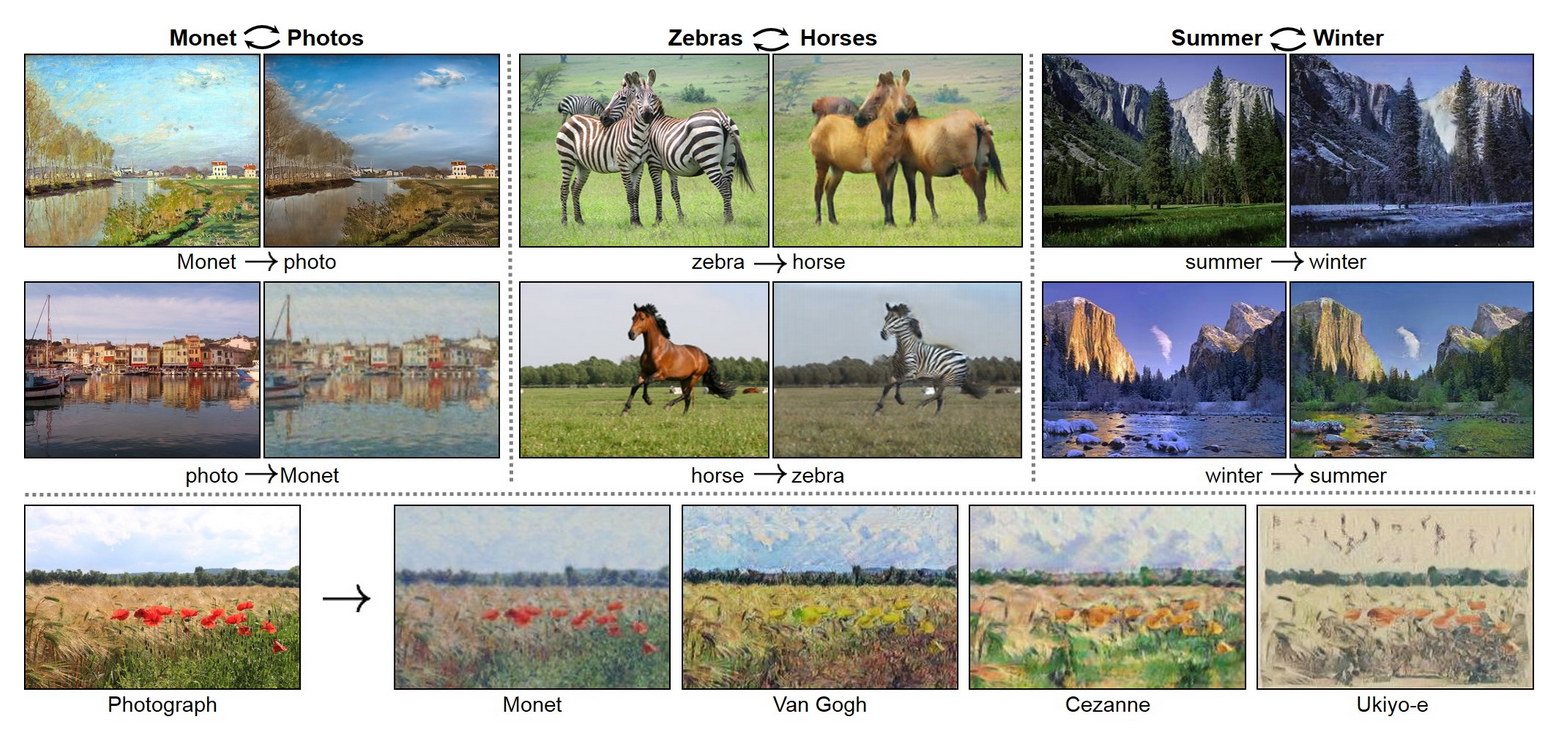 Monet Photos
Zebras Horses
Summer Winter
Monet photo
zebra horse
summer winter
photo Monet
horse zebra
winter summer
Photograph
Monet
Van Gogh
Cezanne
Ukiyo-e